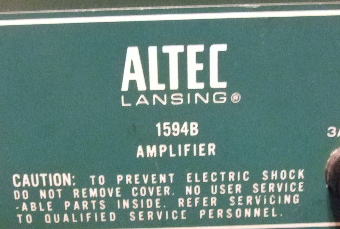 ALTEC
LANSING®
1594B
AMPLIFIER
CAUTION: TO PREVENT ELECTRIC SHOCK
DO NOT REMOVE COVER. NO USER SERVICE
-ABLE PARTS INSIDE. REFER SERVICING
TO QUALIFIED SERVICE PERSONNEL.